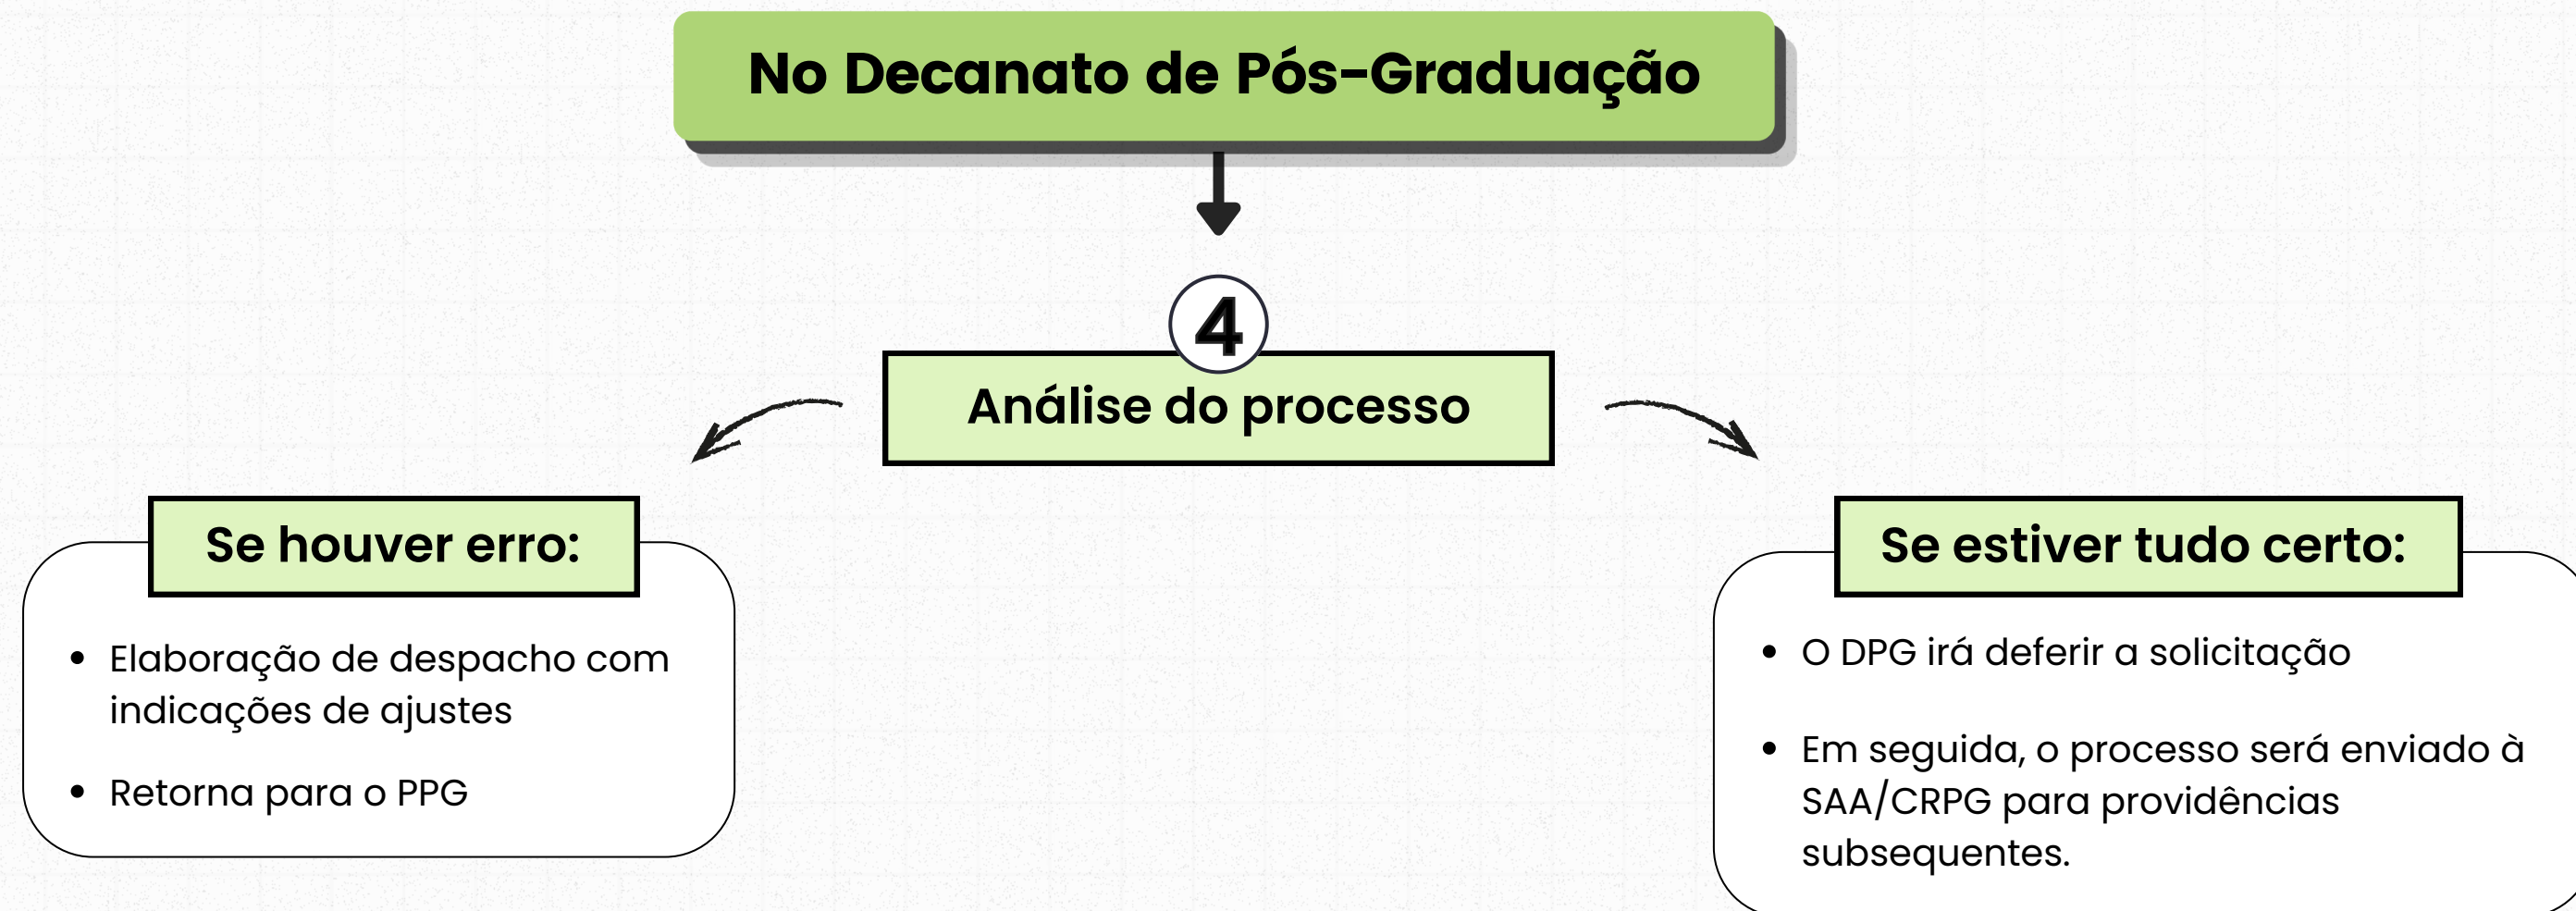 No Decanato de Pós-Graduação
4
Análise do processo
Se houver erro:
• Elaboração de despacho com
indicações de ajustes
• Retorna para o PPG
Se estiver tudo certo:
• O DPG irá deferir a solicitação
• Em seguida, o processo será enviado à
SAA/CRPG para providências
subsequentes.